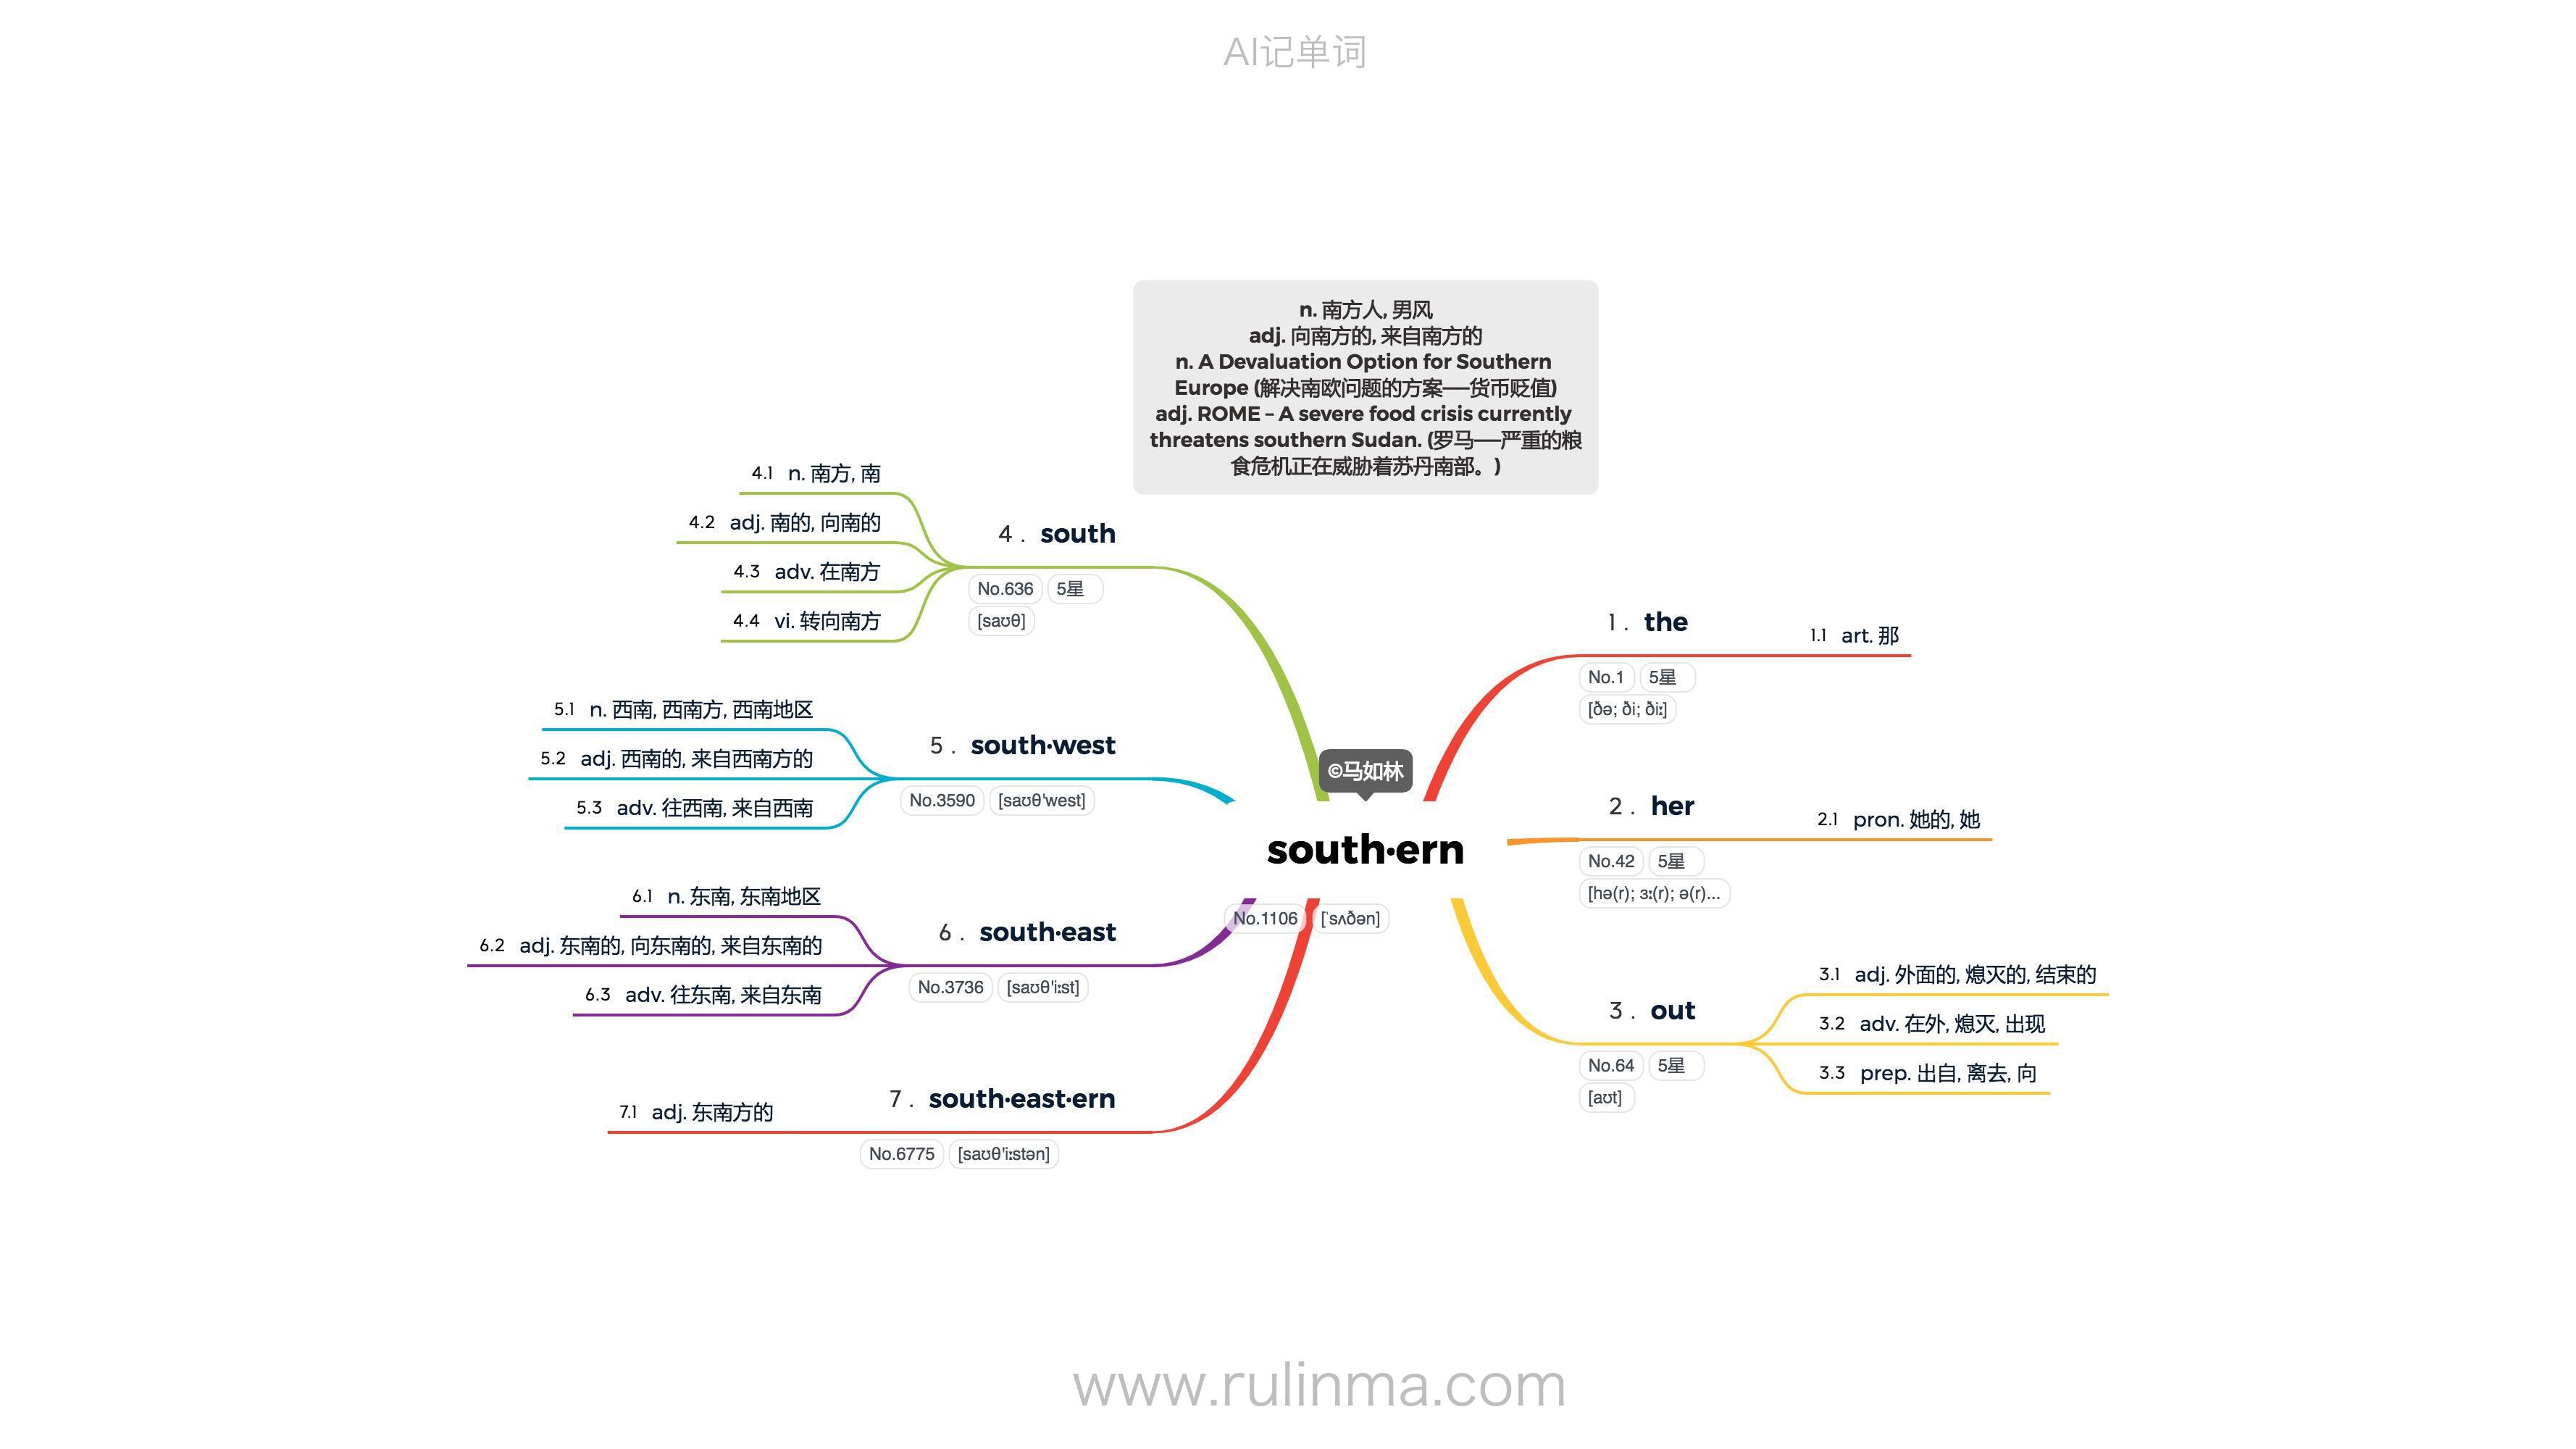 AI记单词
n. 南方人, 男风
adj. 向南方的, 来自南方的
n. A Devaluation Option for Southern
Europe (解决南欧问题的方案──货币贬值)
adj. ROME – A severe food crisis currently
threatens southern Sudan. (罗马──严重的粮
食危机正在威胁着苏丹南部。)
©马如林
south·ern
No.1106 [ˈsʌðən]
1 . the
No.1 5星
[ðə; ði; ðiː]
1.1 art. 那
2 . her
No.42 5星
[hə(r); ɜː(r); ə(r)...
2.1 pron. 她的, 她
3 . out
No.64 5星
[aʊt]
3.1 adj. 外面的, 熄灭的, 结束的
3.2 adv. 在外, 熄灭, 出现
3.3 prep. 出自, 离去, 向
4 . south
No.636 5星
[saʊθ]
4.1 n. 南方, 南
4.2 adj. 南的, 向南的
4.3 adv. 在南方
4.4 vi. 转向南方
5 . south·west
No.3590 [saʊθ'west]
5.1 n. 西南, 西南方, 西南地区
5.2 adj. 西南的, 来自西南方的
5.3 adv. 往西南, 来自西南
6 . south·east
No.3736 [saʊθ'iːst]
6.1 n. 东南, 东南地区
6.2 adj. 东南的, 向东南的, 来自东南的
6.3 adv. 往东南, 来自东南
7 . south·east·ern
No.6775 [saʊθ'iːstən]
7.1 adj. 东南方的
www.rulinma.com